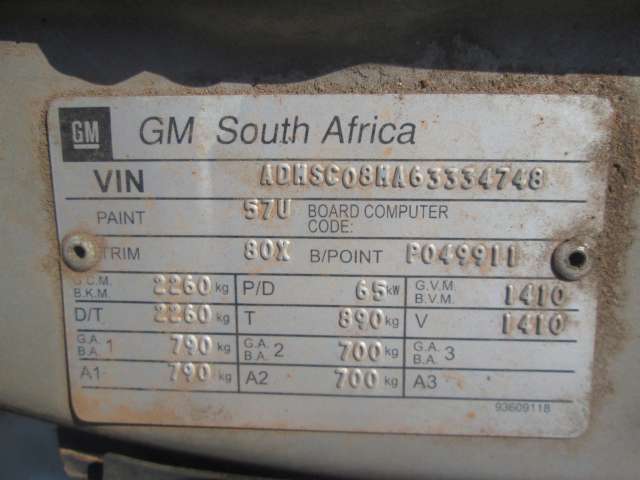 GM GM South Africa
VIN ADMSC08MA63334748
PAINT 57U BOARD COMPUTER CODE:
TRIM 80X B/POINT P049911
G.C.M. B.K.M. 2260 kg P/D 65 kW G.V.M. B.V.M. 1410
D/T 2260 kg T 890 kg V 1410
G.A. B.A. 1 790 kg G.A. B.A. 2 700 kg G.A. B.A. 3
A1 790 kg A2 700 kg A3
93609118